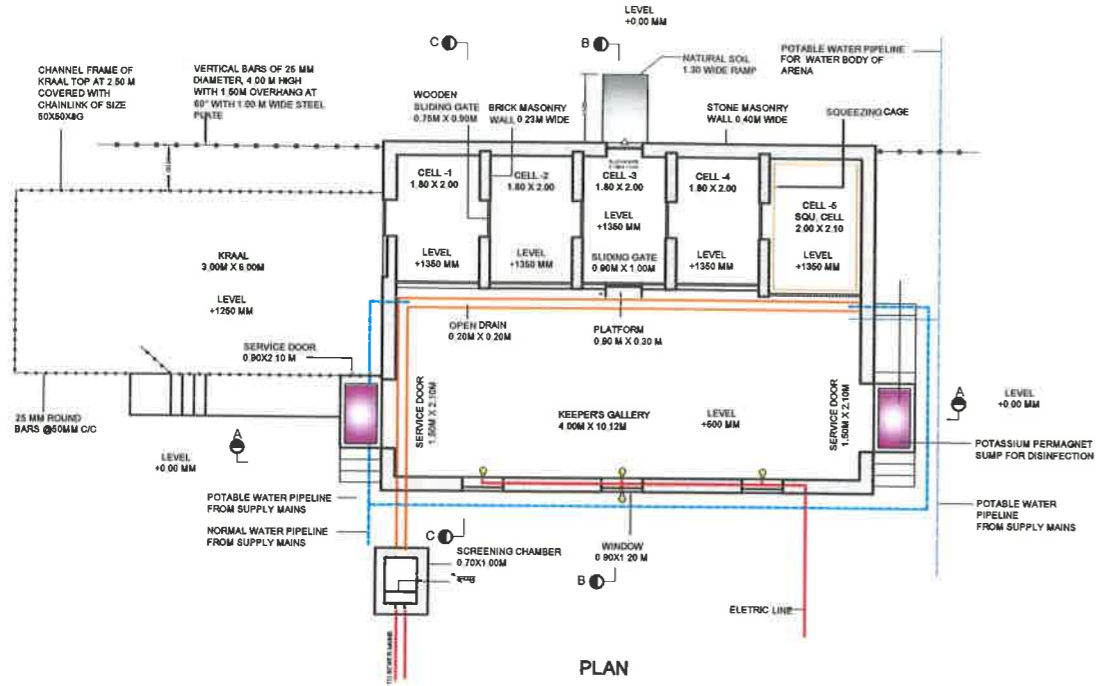 LEVEL
+0.00 MM
C
B
CHANNEL FRAME OF
KRAAL TOP AT 2.50 M
COVERED WITH
CHAINLINK OF SIZE
50X50X8G
VERTICAL BARS OF 25 MM
DIAMETER, 4.00 M HIGH
WITH 1.50M OVERHANG AT
60° WITH 1.00 M WIDE STEEL
PLATE
WOODEN
SLIDING GATE
0.75M X 0.90M
BRICK MASONRY
WALL 0.23M WIDE
NATURAL SOIL
1.30 WIDE RAMP
STONE MASONRY
WALL 0.40M WIDE
POTABLE WATER PIPELINE
FOR WATER BODY OF
ARENA
SQUEEZING CAGE
CELL -1
1.80 X 2.00
CELL -2
1.80 X 2.00
CELL -3
1.80 X 2.00
CELL -4
1.80 X 2.00
CELL -5
SQU. CELL
2.00 X 2.10
LEVEL
+1350 MM
LEVEL
+1350 MM
LEVEL
+1350 MM
SLIDING GATE
0.90M X 1.00M
LEVEL
+1350 MM
LEVEL
+1350 MM
KRAAL
3.00M X 6.00M
LEVEL
+1250 MM
OPEN DRAIN
0.20M X 0.20M
PLATFORM
0.90 M X 0.30 M
SERVICE DOOR
0.90X2.10 M
SERVICE DOOR
1.50M X 2.10M
KEEPER'S GALLERY
4.00M X 10.12M
LEVEL
+600 MM
SERVICE DOOR
1.50M X 2.10M
25 MM ROUND
BARS @50MM C/C
A
LEVEL
+0.00 MM
A
LEVEL
+0.00 MM
POTASSIUM PERMAGNET
SUMP FOR DISINFECTION
POTABLE WATER PIPELINE
FROM SUPPLY MAINS
NORMAL WATER PIPELINE
FROM SUPPLY MAINS
POTABLE WATER
PIPELINE
FROM SUPPLY MAINS
C
SCREENING CHAMBER
0.70X1.00M
WINDOW
0.90X1.20 M
B
ELETRIC LINE
PLAN